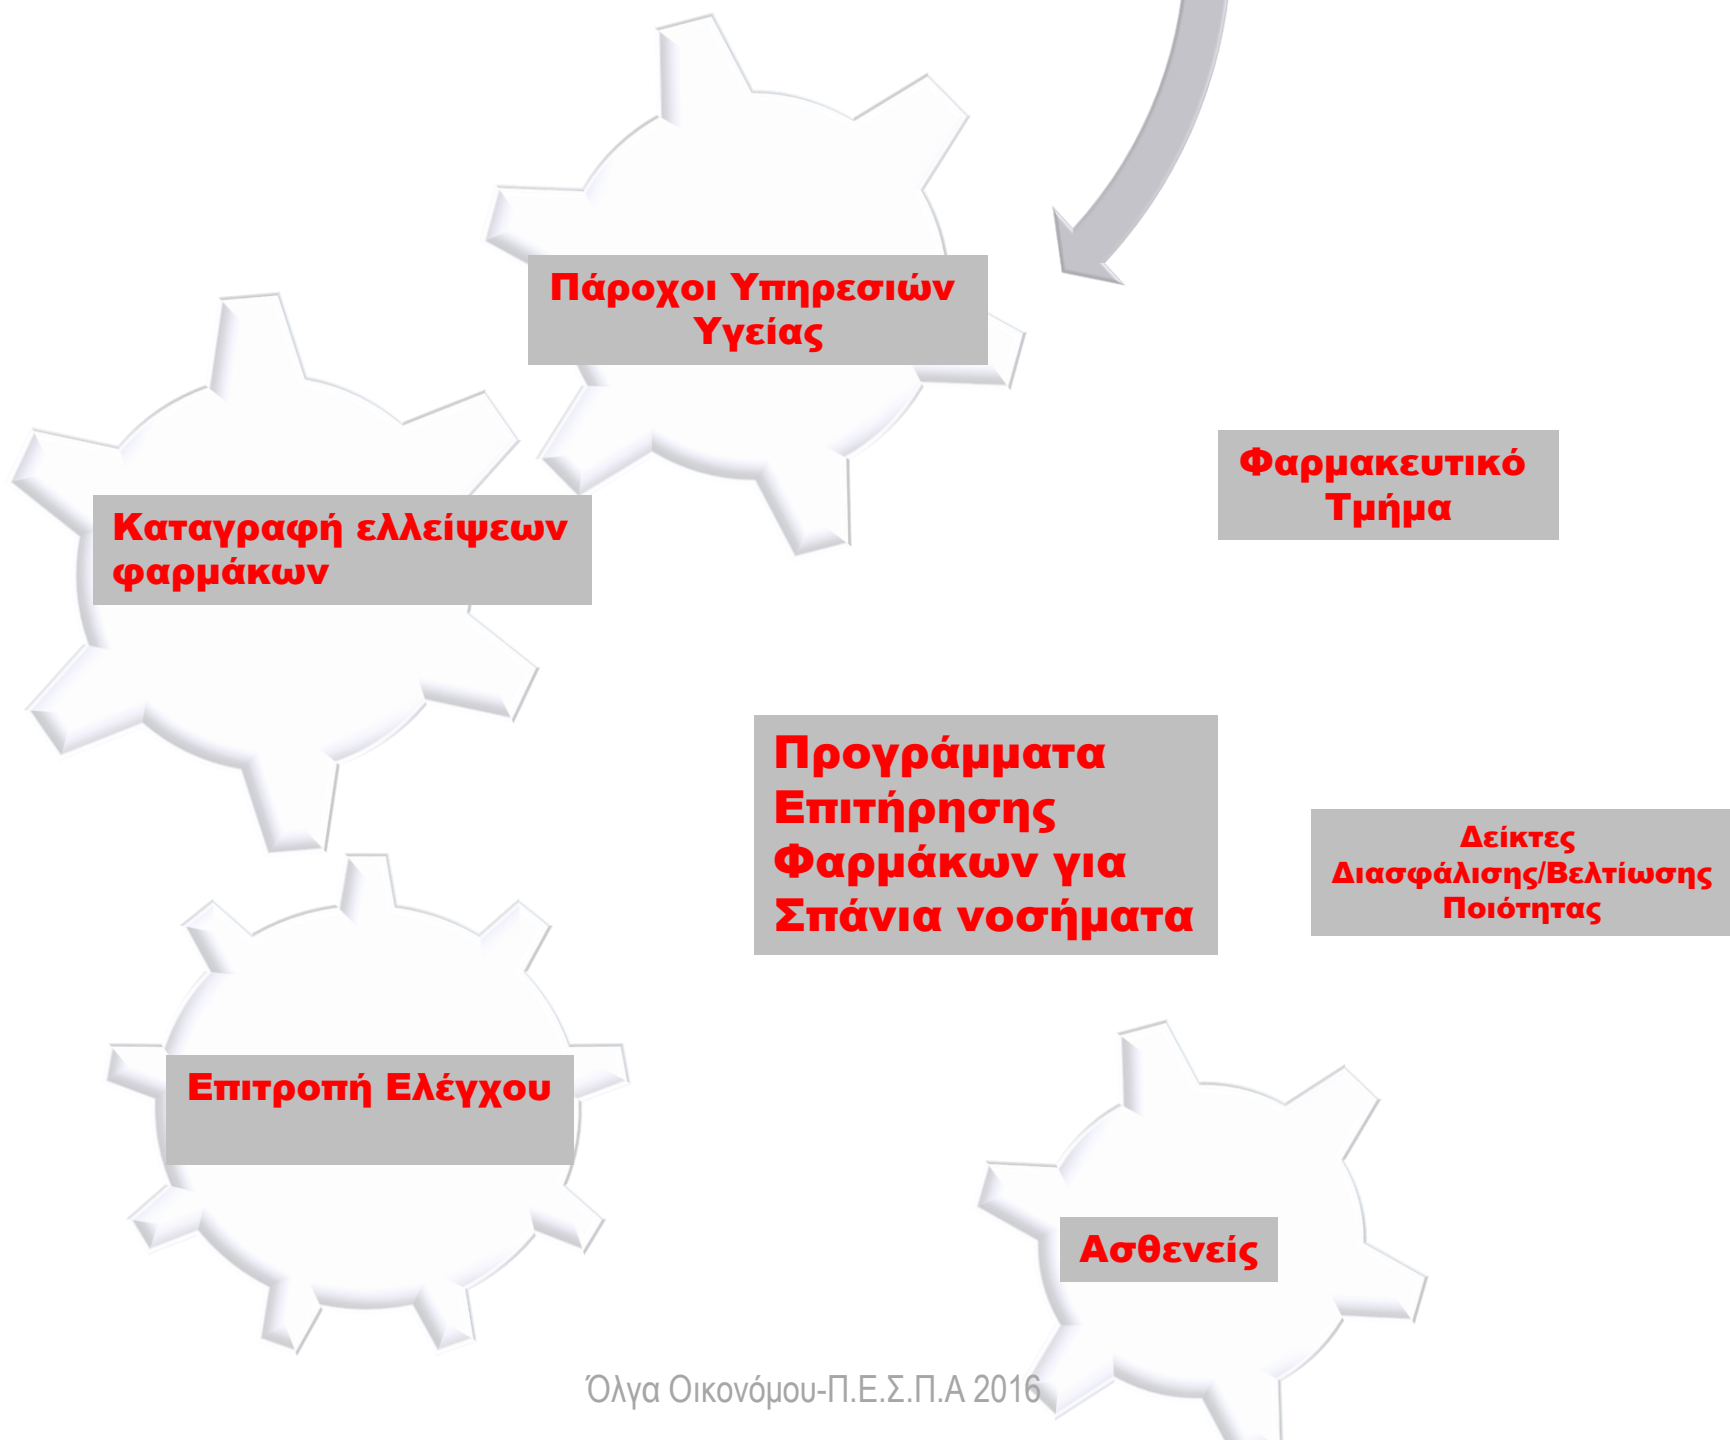 Πάροχοι Υπηρεσιών
Υγείας
Φαρμακευτικό
Τμήμα
Καταγραφή ελλείψεων
φαρμάκων
Προγράμματα
Επιτήρησης
Φαρμάκων για
Σπάνια νοσήματα
Δείκτες
Διασφάλισης/Βελτίωσης
Ποιότητας
Επιτροπή Ελέγχου
Ασθενείς
Όλγα Οικονόμου-Π.Ε.Σ.Π.Α 2016